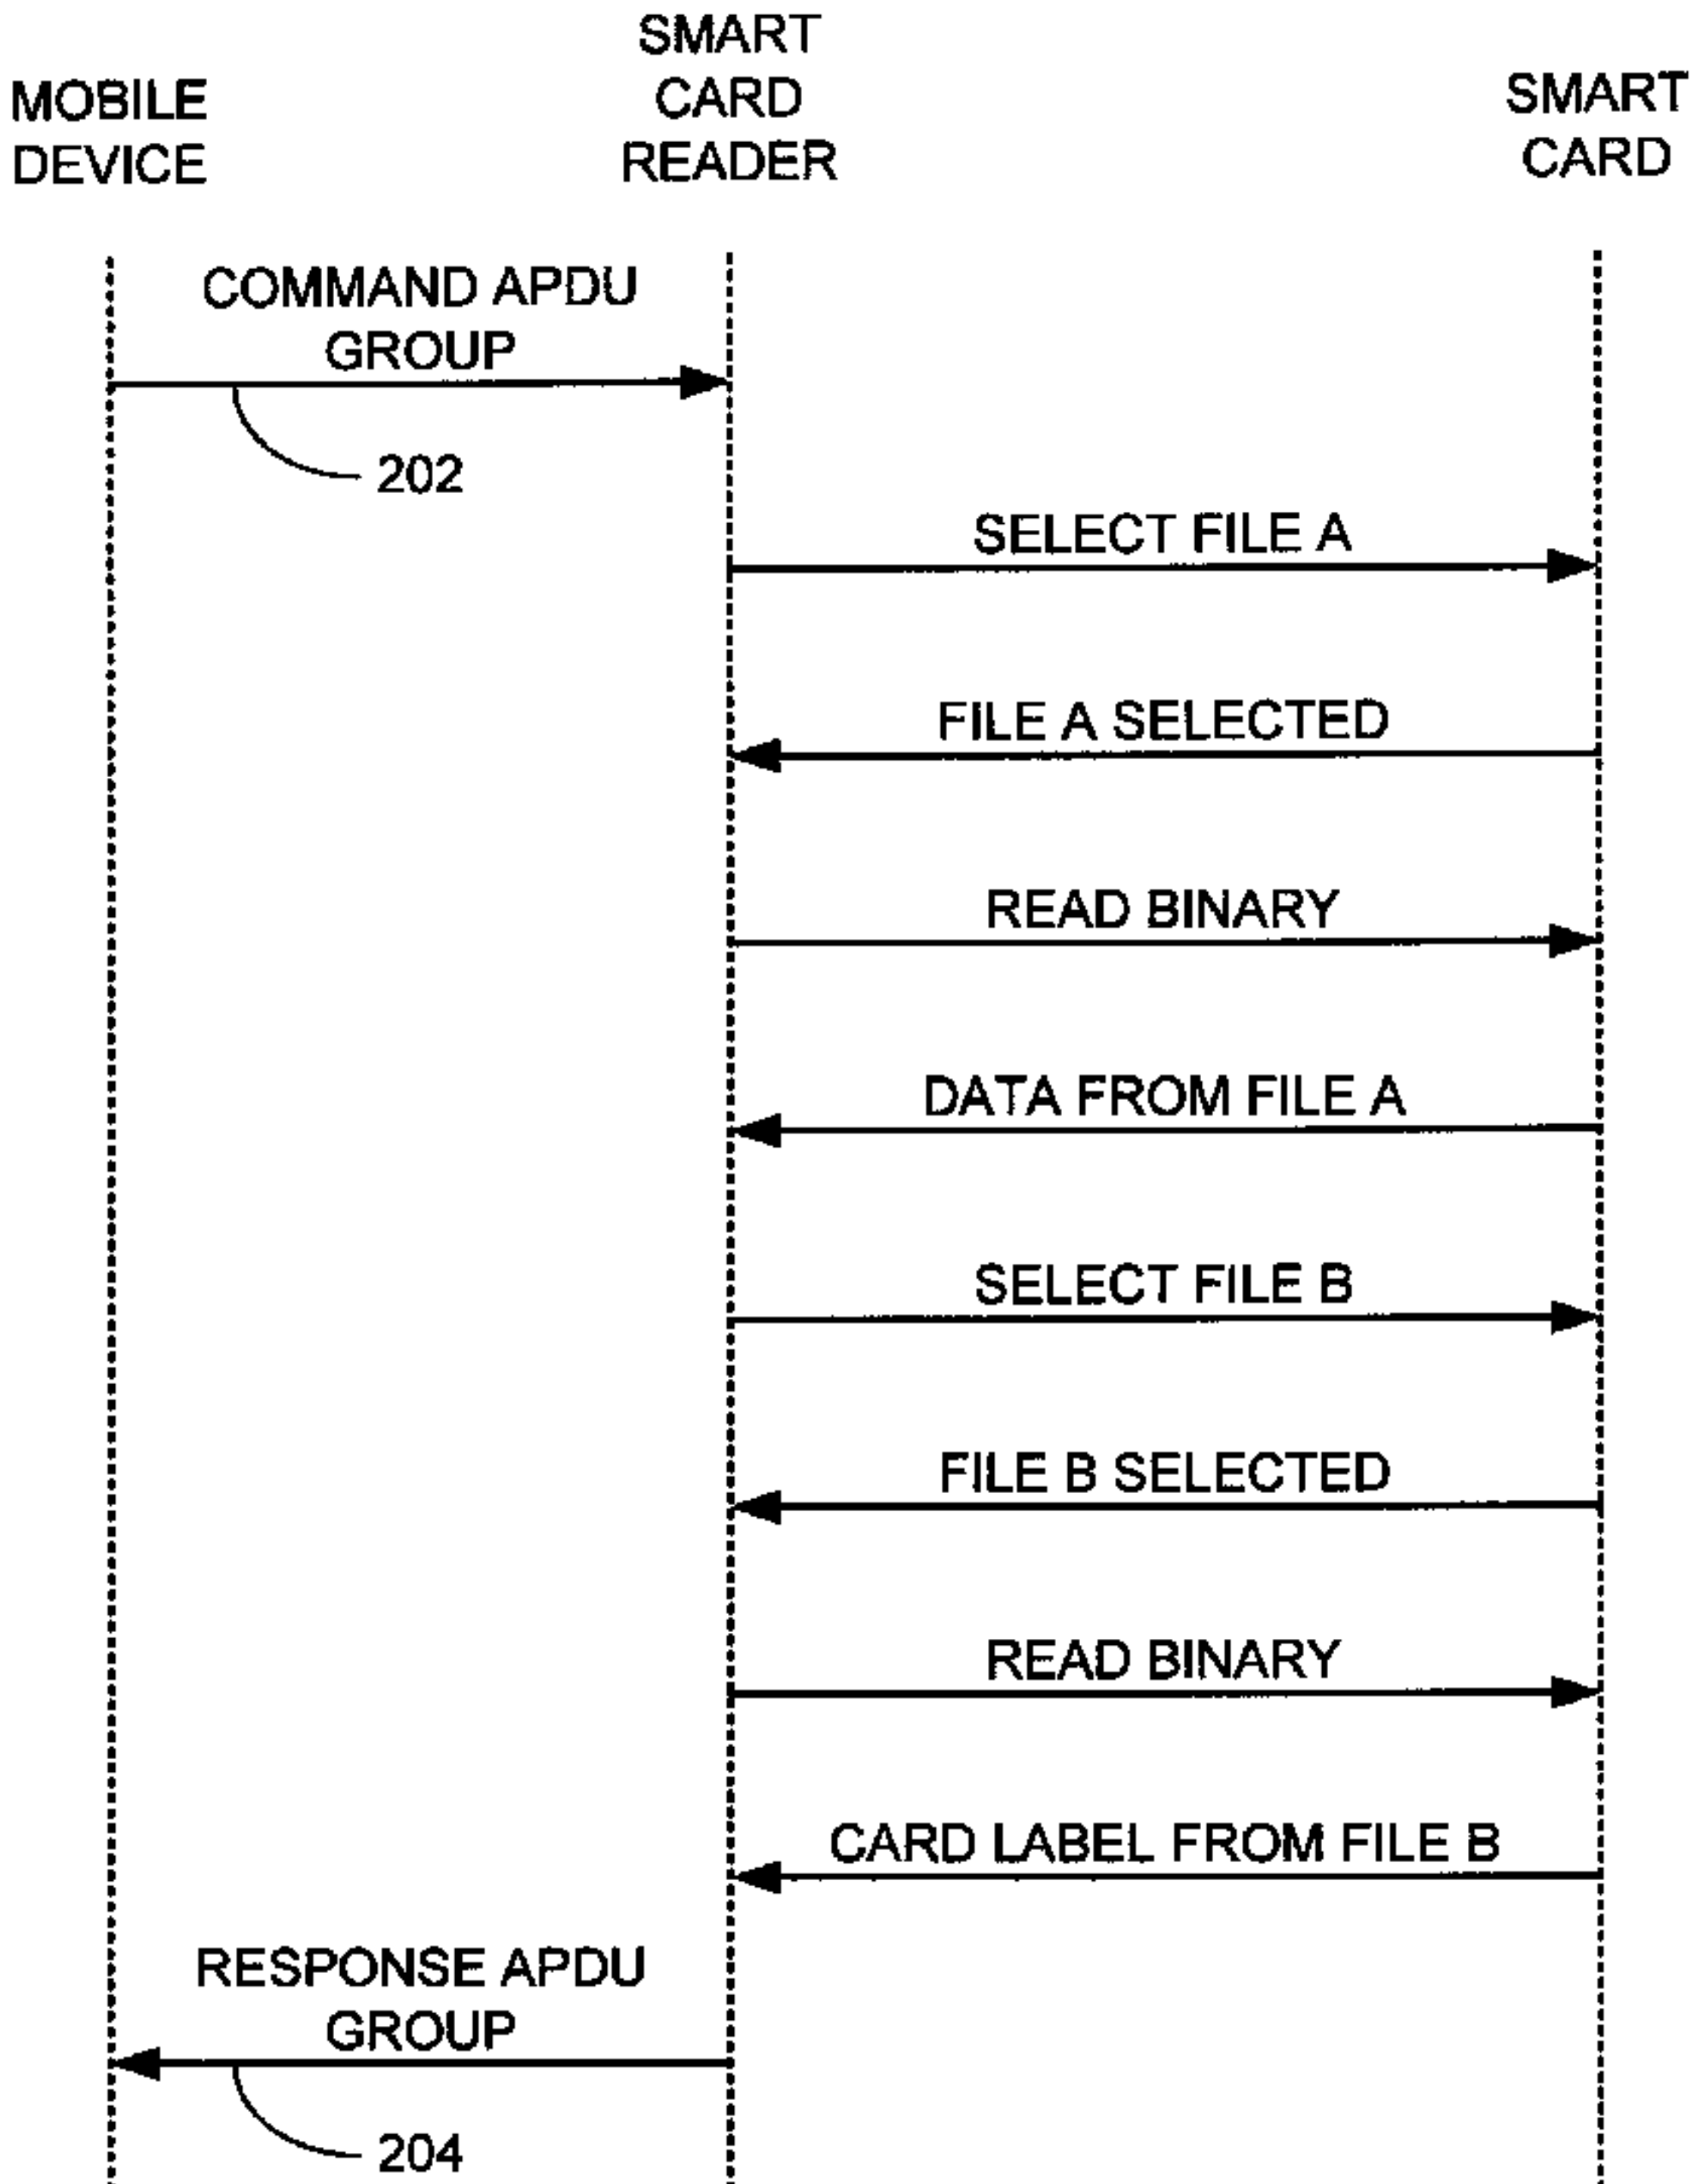 MOBILE
DEVICE
SMART
CARD
READER
SMART
CARD
COMMAND APDU
GROUP
202
SELECT FILE A
FILE A SELECTED
READ BINARY
DATA FROM FILE A
SELECT FILE B
FILE B SELECTED
READ BINARY
CARD LABEL FROM FILE B
RESPONSE APDU
GROUP
204